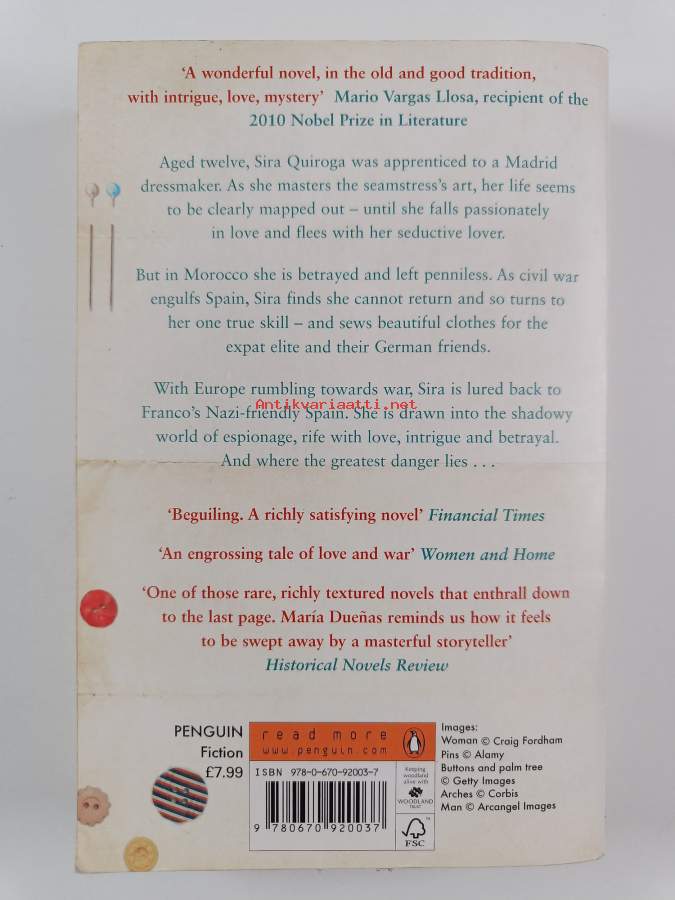 ‘A wonderful novel, in the old and good tradition,
with intrigue, love, mystery’ Mario Vargas Llosa, recipient of the
2010 Nobel Prize in Literature
Aged twelve, Sira Quiroga was apprenticed to a Madrid
dressmaker. As she masters the seamstress’s art, her life seems
to be clearly mapped out – until she falls passionately
in love and flees with her seductive lover.
But in Morocco she is betrayed and left penniless. As civil war
engulfs Spain, Sira finds she cannot return and so turns to
her one true skill – and sews beautiful clothes for the
expat elite and their German friends.
With Europe rumbling towards war, Sira is lured back to
Antikvariaatti.net
Franco’s Nazi-friendly Spain. She is drawn into the shadowy
world of espionage, rife with love, intrigue and betrayal.
And where the greatest danger lies . . .
‘Beguiling. A richly satisfying novel’ Financial Times
‘An engrossing tale of love and war’ Women and Home
‘One of those rare, richly textured novels that enthrall down
to the last page. María Dueñas reminds us how it feels
to be swept away by a masterful storyteller’
Historical Novels Review
PENGUIN
Fiction
£7.99
read more
www.penguin.com
ISBN 978-0-670-92003-7
9 780670 920037
Keeping
woodland
alive with
WOODLAND
TRUST
™
FSC
Images:
Woman © Craig Fordham
Pins © Alamy
Buttons and palm tree
© Getty Images
Arches © Corbis
Man © Arcangel Images